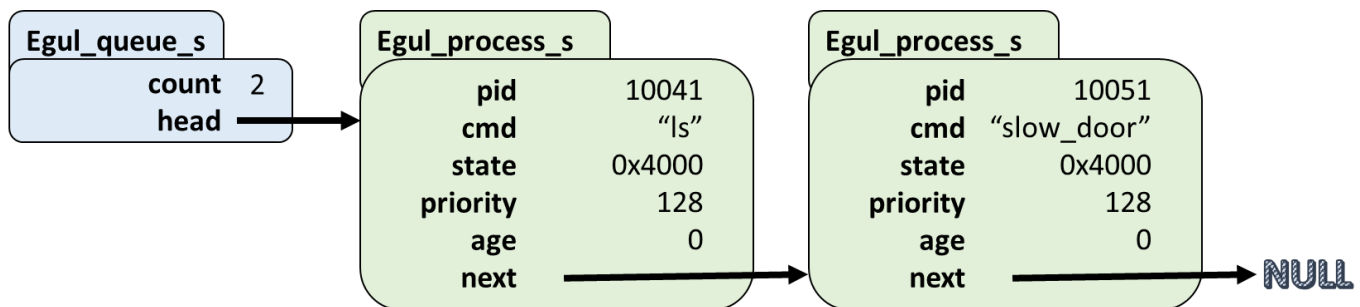 Egul_queue_s
count 2
head
Egul_process_s
pid 10041
cmd “ls”
state 0x4000
priority 128
age 0
next
Egul_process_s
pid 10051
cmd “slow_door”
state 0x4000
priority 128
age 0
next
NULL